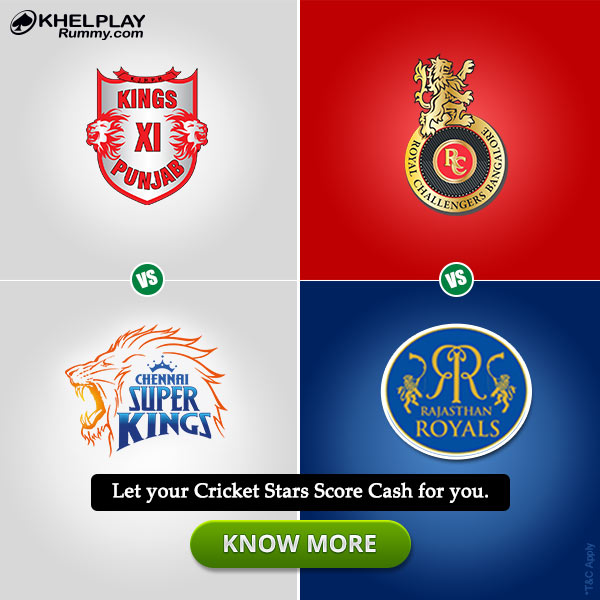 KHELPLAY
Rummy.com
KINGS
XI
PUNJAB
ROYAL CHALLENGERS BANGALORE
RC
VS
VS
CHENNAI
SUPER
KINGS
RR
RAJASTHAN
ROYALS
Let your Cricket Stars Score Cash for you.
KNOW MORE
*T&C Apply